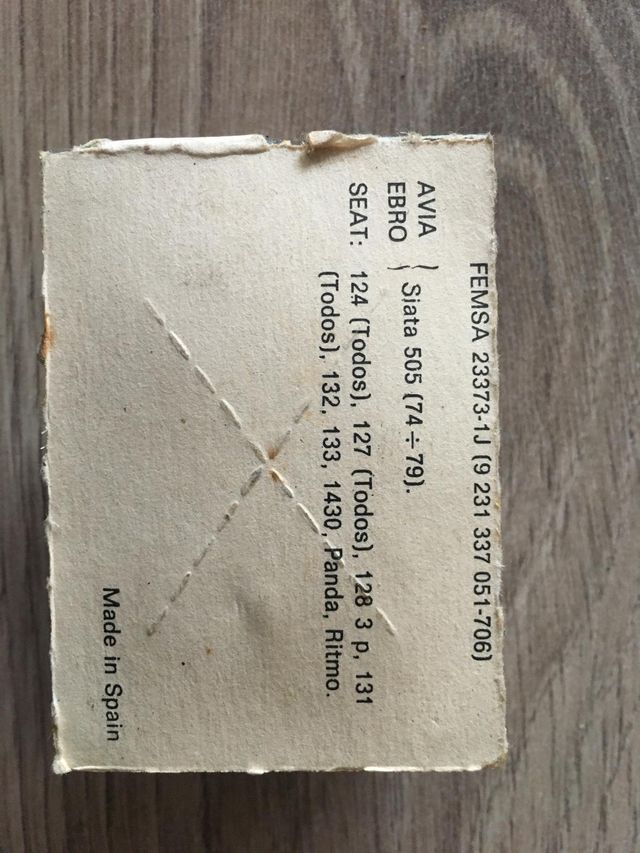 FEMSA 23373-1J (9 231 337 051-706)
AVIA
EBRO } Siata 505 (74÷79).
SEAT: 124 (Todos), 127 (Todos), 128 3 p, 131
(Todos), 132, 133, 1430, Panda, Ritmo.
Made in Spain